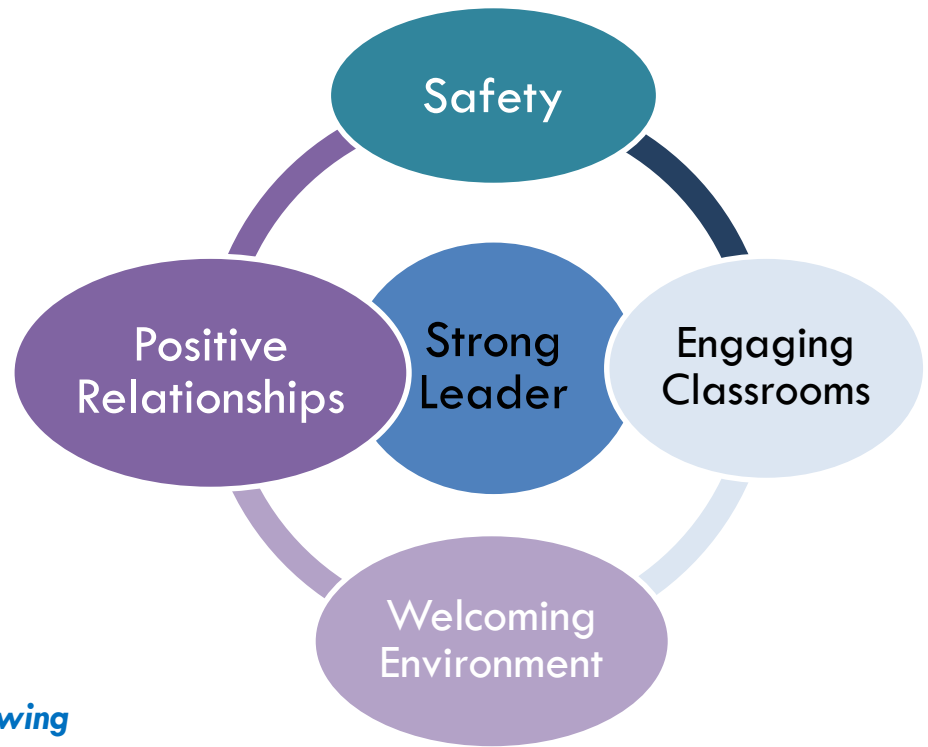 Safety
Positive
Relationships
Strong
Leader
Engaging
Classrooms
Welcoming
Environment
wing